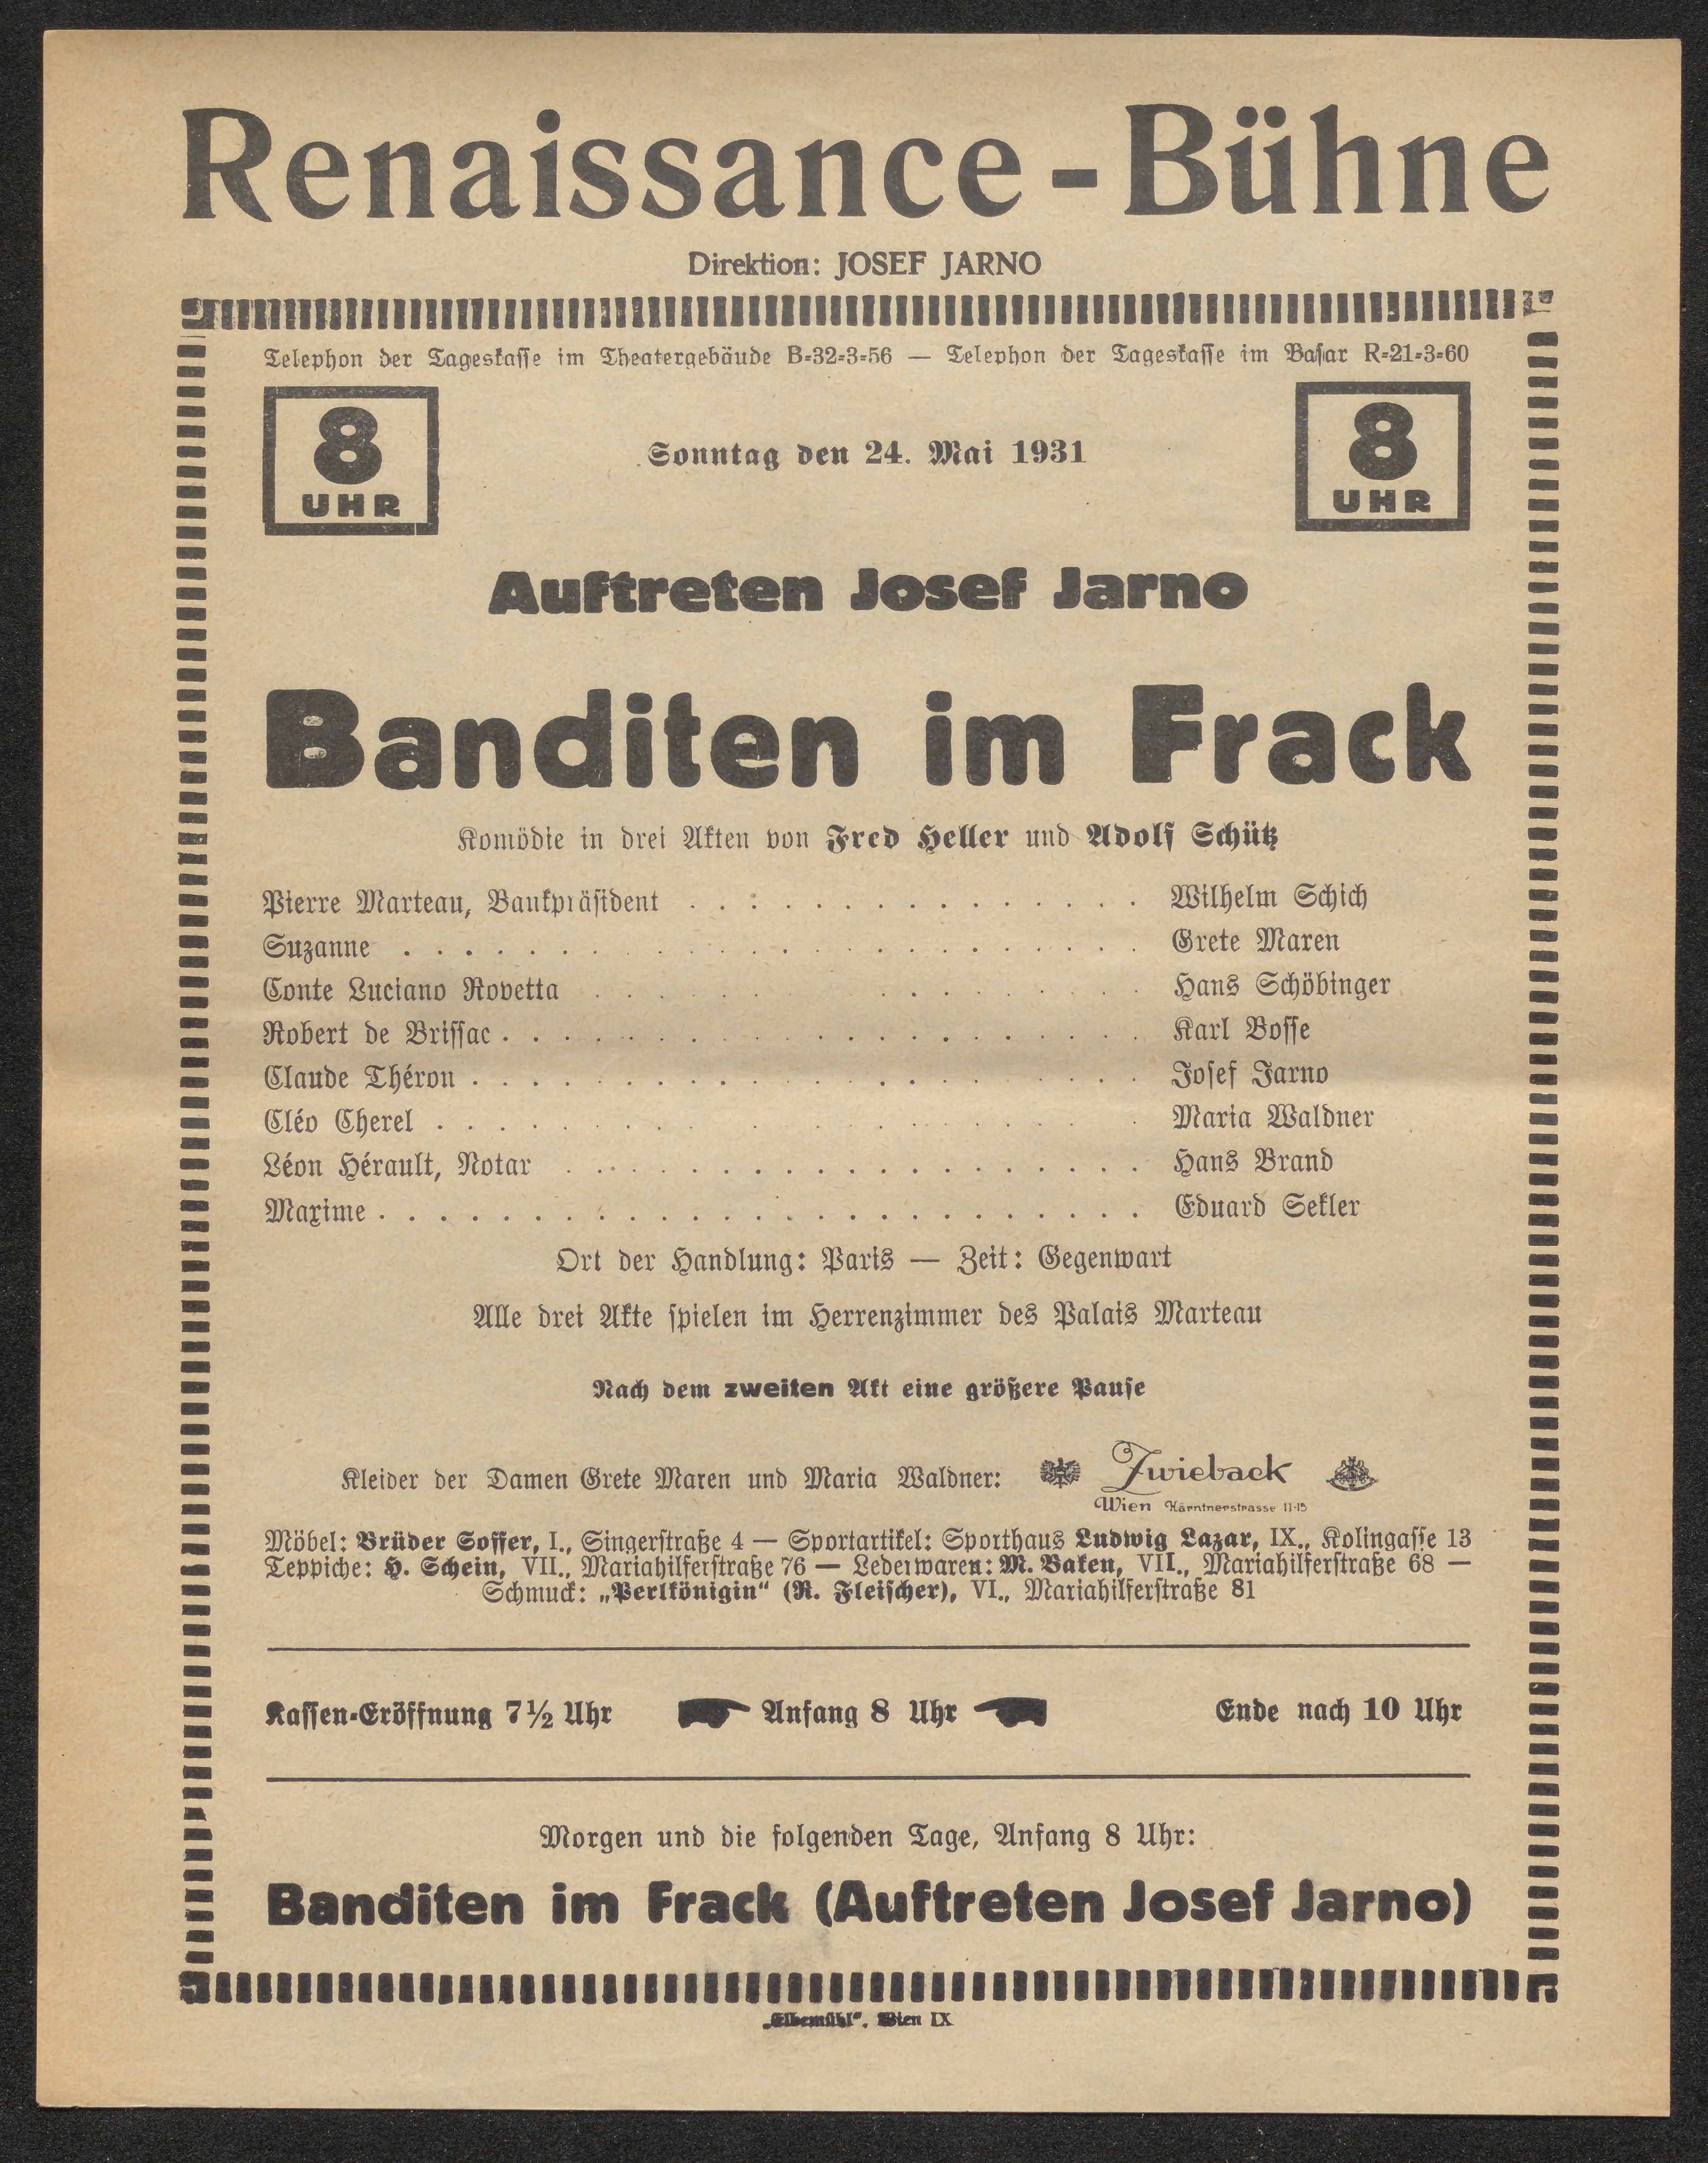 Renaissance-Bühne
Direktion: JOSEF JARNO
Telephon der Tageskasse im Theatergebäude B-32-3-56 — Telephon der Tageskasse im Basar R-21-3-60
8 UHR
Sonntag den 24. Mai 1931
8 UHR
Auftreten Josef Jarno
Banditen im Frack
Komödie in drei Akten von Fred Heller und Adolf Schütz
Pierre Marteau, Bankpräsident . . . . . . . . . . . . . . . Wilhelm Schich
Suzanne . . . . . . . . . . . . . . . . . . . . . . . . Grete Maren
Conte Luciano Rovetta . . . . . . . . . . . . . . . . . . Hans Schöbinger
Robert de Brissac . . . . . . . . . . . . . . . . . . . . . Karl Bosse
Claude Théron . . . . . . . . . . . . . . . . . . . . . . Josef Jarno
Cléo Cherel . . . . . . . . . . . . . . . . . . . . . . . Maria Waldner
Léon Hérault, Notar . . . . . . . . . . . . . . . . . . . Hans Brand
Maxime . . . . . . . . . . . . . . . . . . . . . . . . . Eduard Sekler
Ort der Handlung: Paris — Zeit: Gegenwart
Alle drei Akte spielen im Herrenzimmer des Palais Marteau
Nach dem zweiten Akt eine größere Pause
Kleider der Damen Grete Maren und Maria Waldner: Zwieback
Wien Kärntnerstrasse 11-15
Möbel: Brüder Soffer, I., Singerstraße 4 — Sportartikel: Sporthaus Ludwig Lazar, IX., Kolingasse 13
Teppiche: H. Schein, VII., Mariahilferstraße 76 — Lederwaren: M. Baken, VII., Mariahilferstraße 68 —
Schmuck: „Perlkönigin“ (R. Fleischer), VI., Mariahilferstraße 81
Kassen-Eröffnung 7½ Uhr Anfang 8 Uhr Ende nach 10 Uhr
Morgen und die folgenden Tage, Anfang 8 Uhr:
Banditen im Frack (Auftreten Josef Jarno)
„Elbemühl“, Wien IX